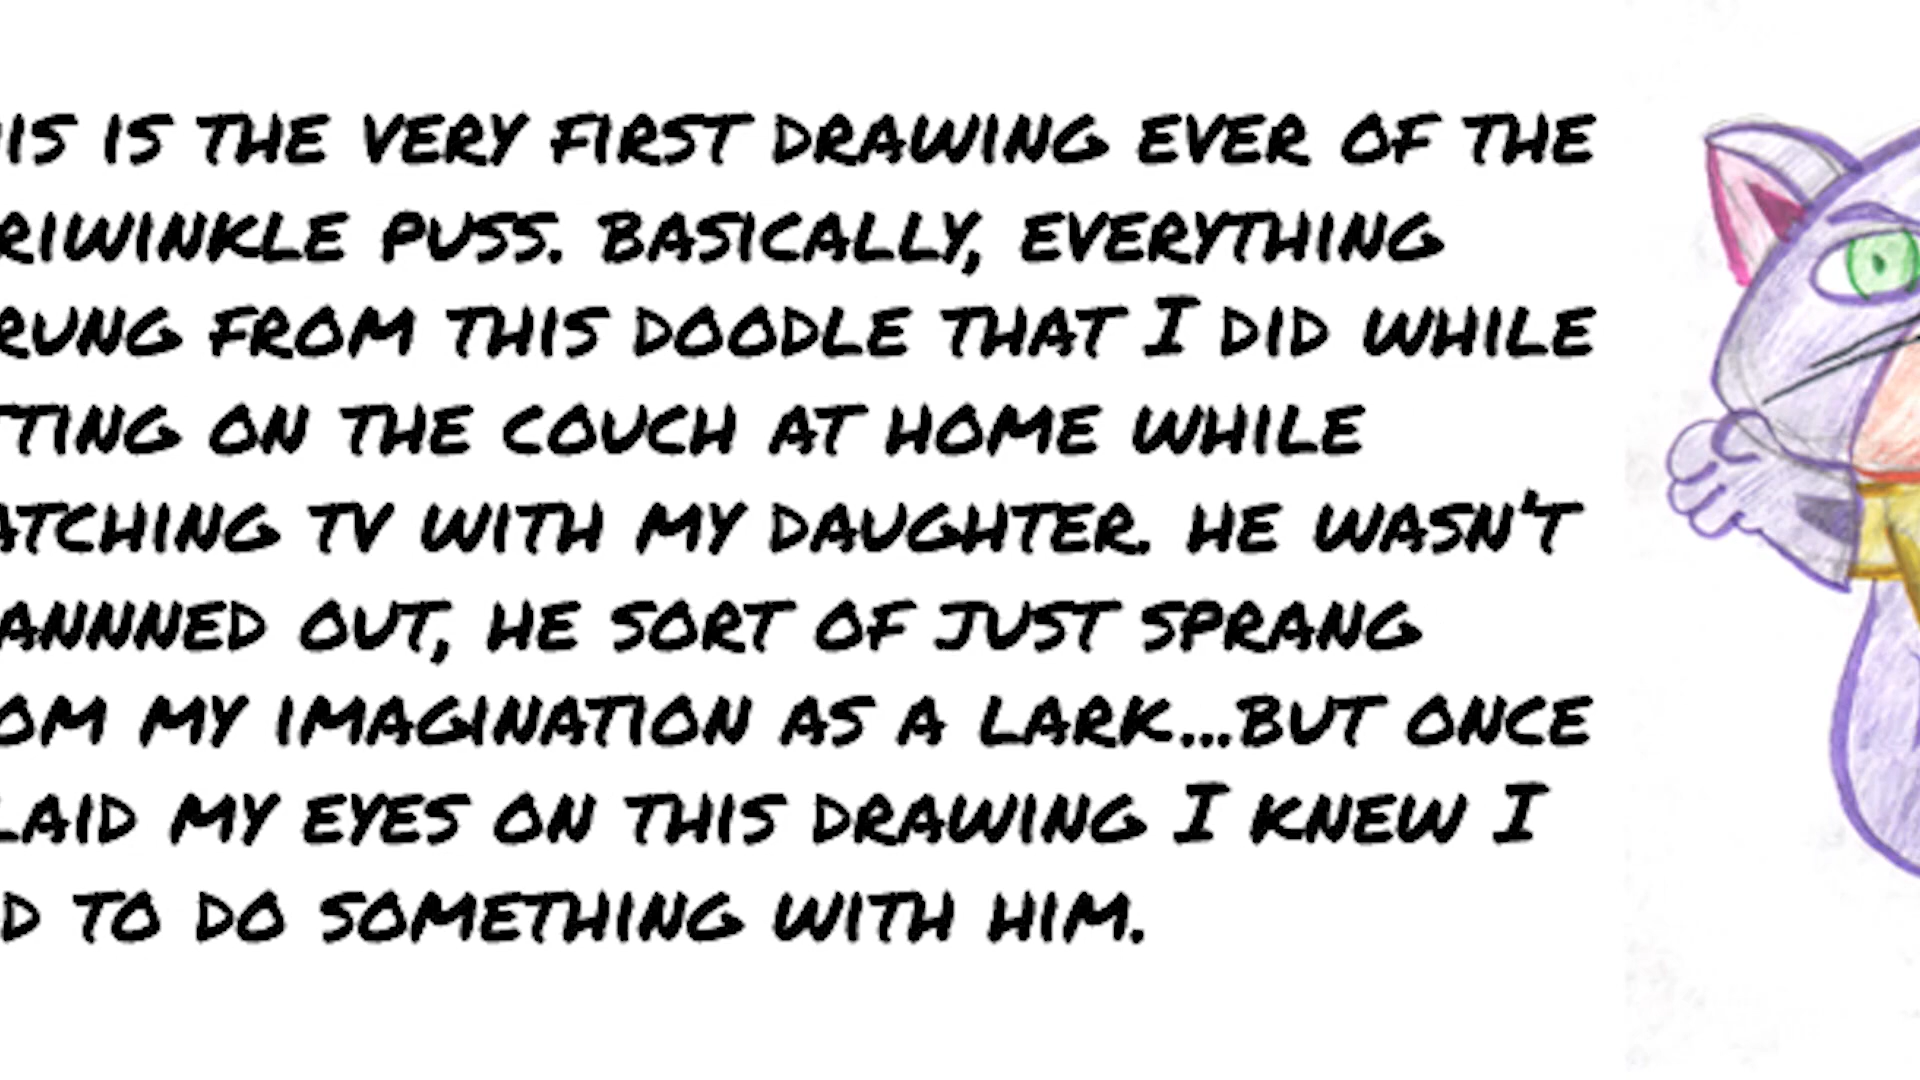 IS IS THE VERY FIRST DRAWING EVER OF THE
RIWINKLE PUSS. BASICALLY, EVERYTHING
RUNG FROM THIS DOODLE THAT I DID WHILE
TTING ON THE COUCH AT HOME WHILE
ATCHING TV WITH MY DAUGHTER. HE WASN'T
ANNNED OUT, HE SORT OF JUST SPRANG
OM MY IMAGINATION AS A LARK...BUT ONCE
LAID MY EYES ON THIS DRAWING I KNEW I
D TO DO SOMETHING WITH HIM.